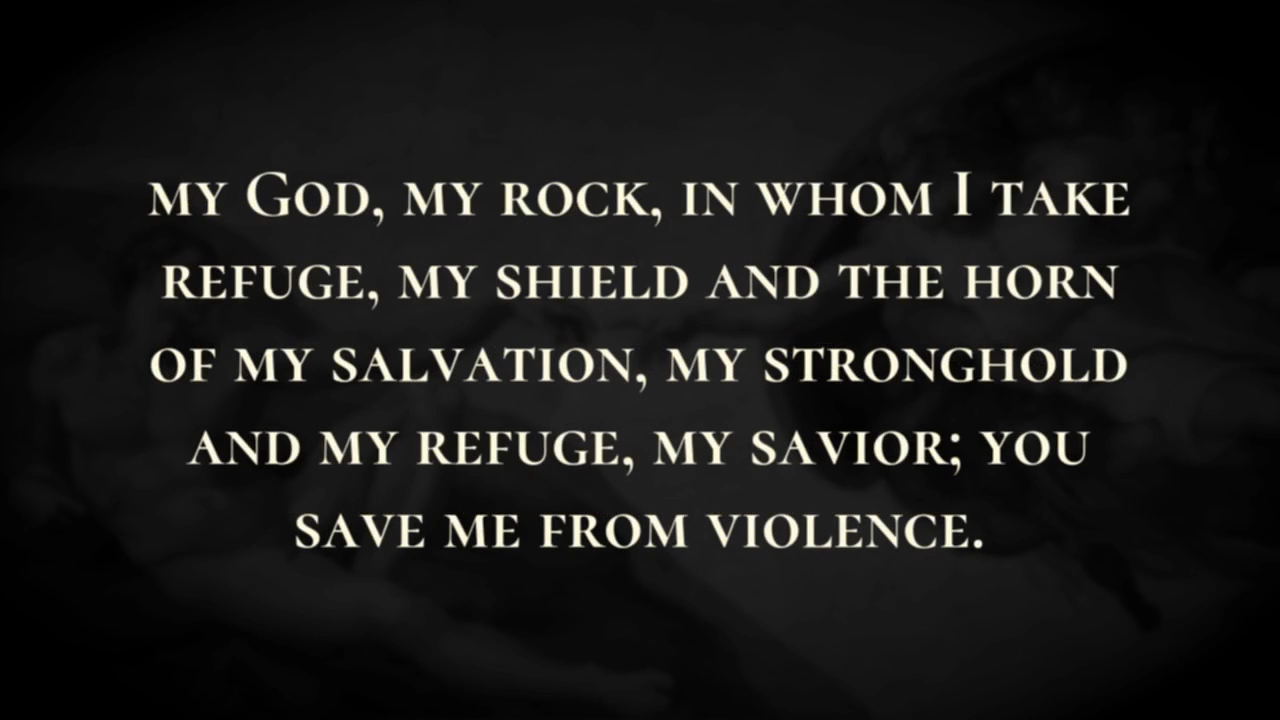 my God, my rock, in whom I take
refuge, my shield and the horn
of my salvation, my stronghold
and my refuge, my savior; you
save me from violence.